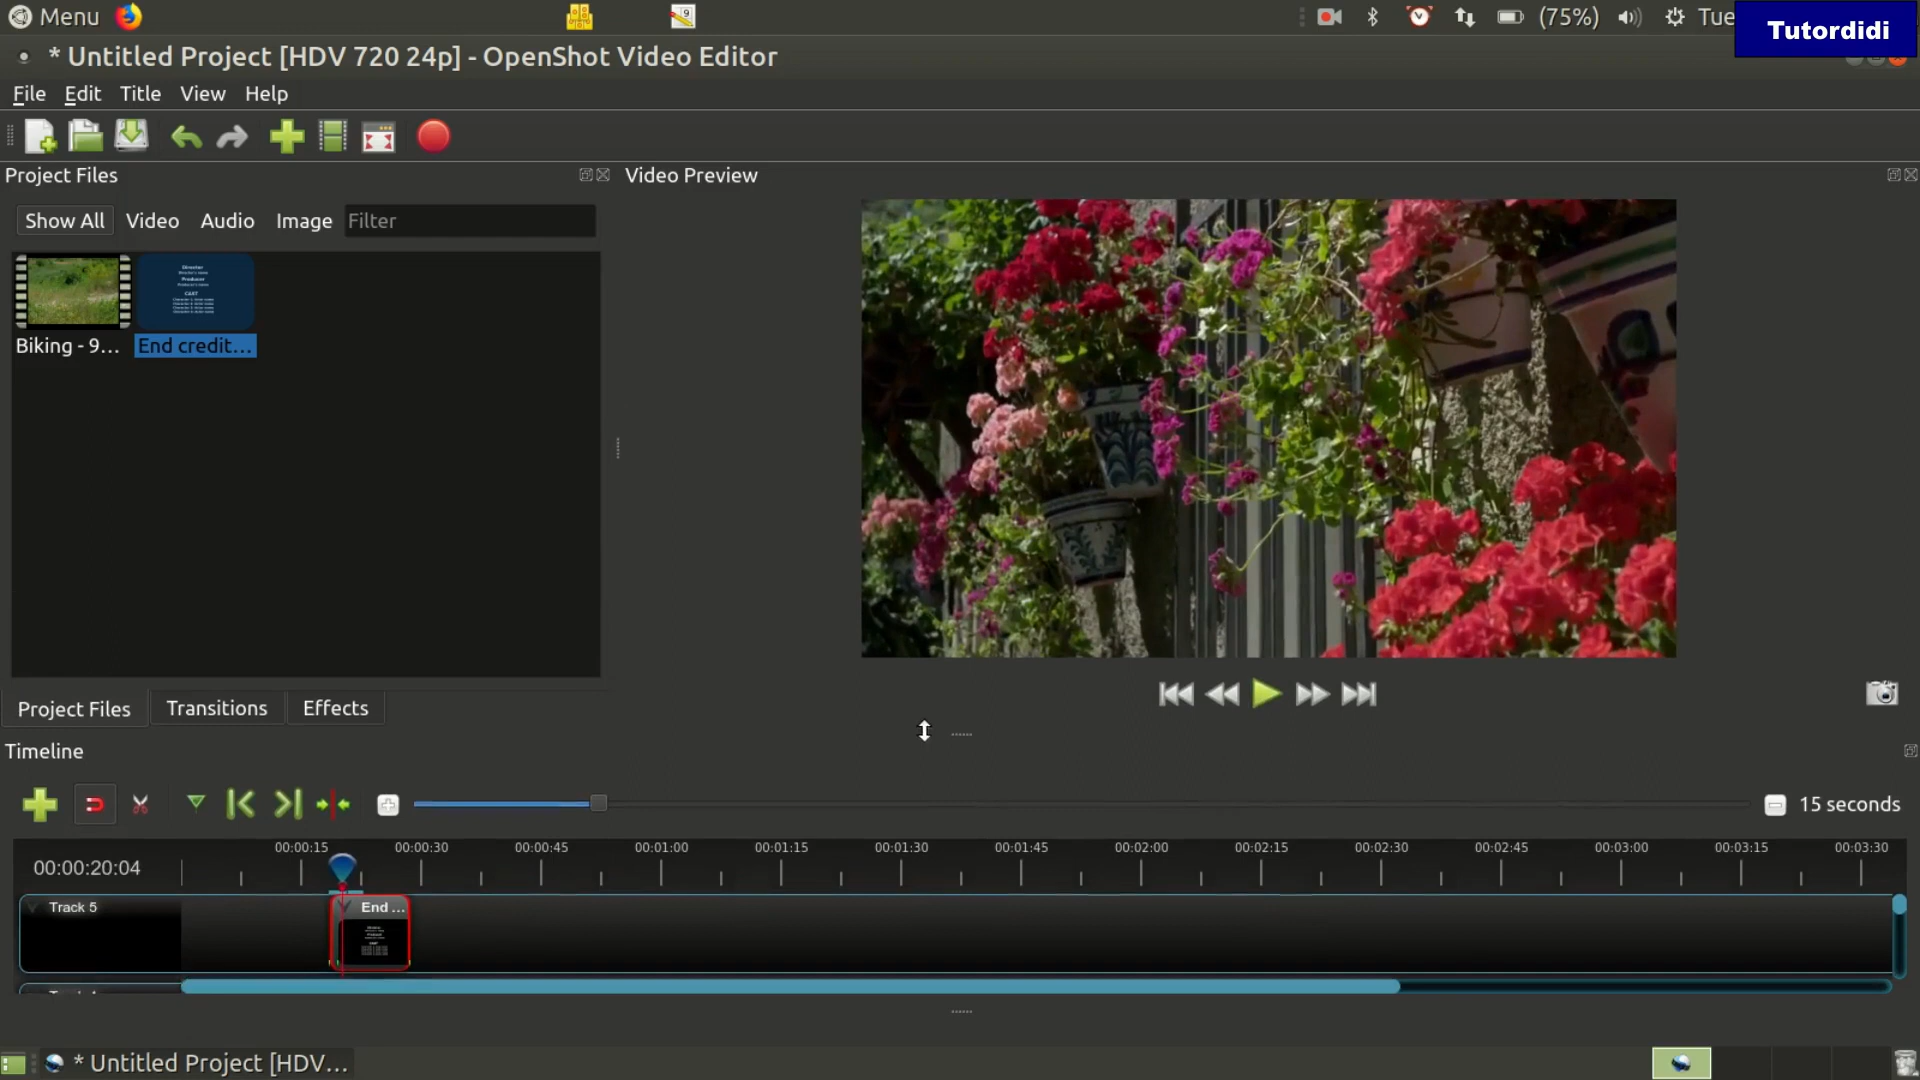 Menu
(75%)
Tue
Tutordidi
* Untitled Project [HDV 720 24p] - OpenShot Video Editor
File Edit Title View Help
Project Files
Video Preview
Show All Video Audio Image Filter
Biking - 9... End credit...
Project Files Transitions Effects
Timeline
15 seconds
00:00:20:04
00:00:15 00:00:30 00:00:45 00:01:00 00:01:15 00:01:30 00:01:45 00:02:00 00:02:15 00:02:30 00:02:45 00:03:00 00:03:15 00:03:30
Track 5
End ...
* Untitled Project [HDV...